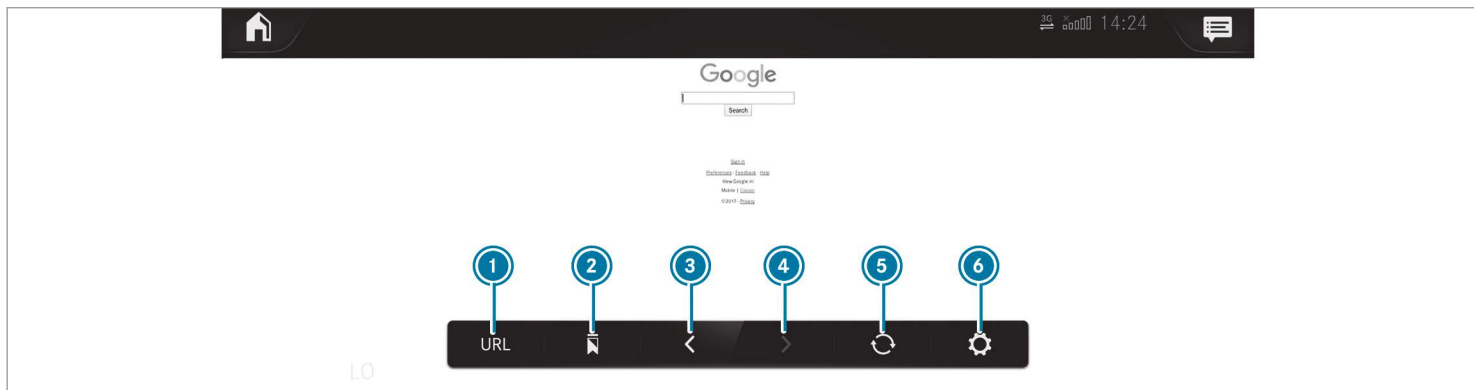 3G 14:24
Google
Search
Sign in
Preferences - Feedback - Help
View Google in:
Mobile | Classic
©2017 - Privacy
1 2 3 4 5 6
URL
LO